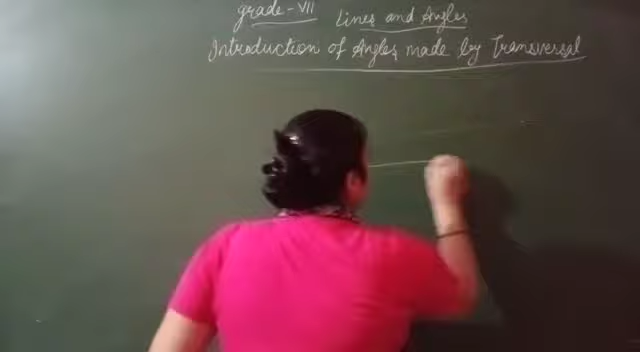 grade-VII Lines and Angles
Introduction of Angles made by Transversal